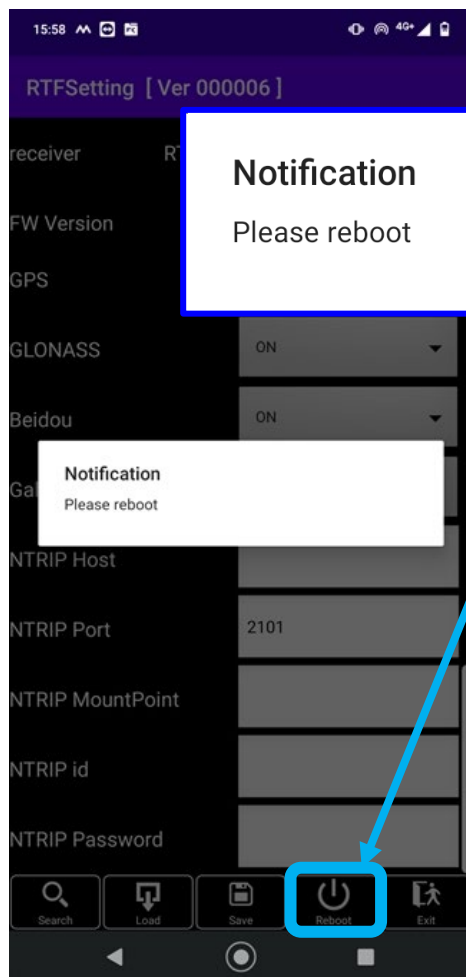 15:58
4G+
RTFSetting [ Ver 000006 ]
receiver
Notification
Please reboot
FW Version
GPS
GLONASS ON
Beidou ON
Notification
Please reboot
NTRIP Host
NTRIP Port 2101
NTRIP MountPoint
NTRIP id
NTRIP Password
Search Load Save Reboot Exit